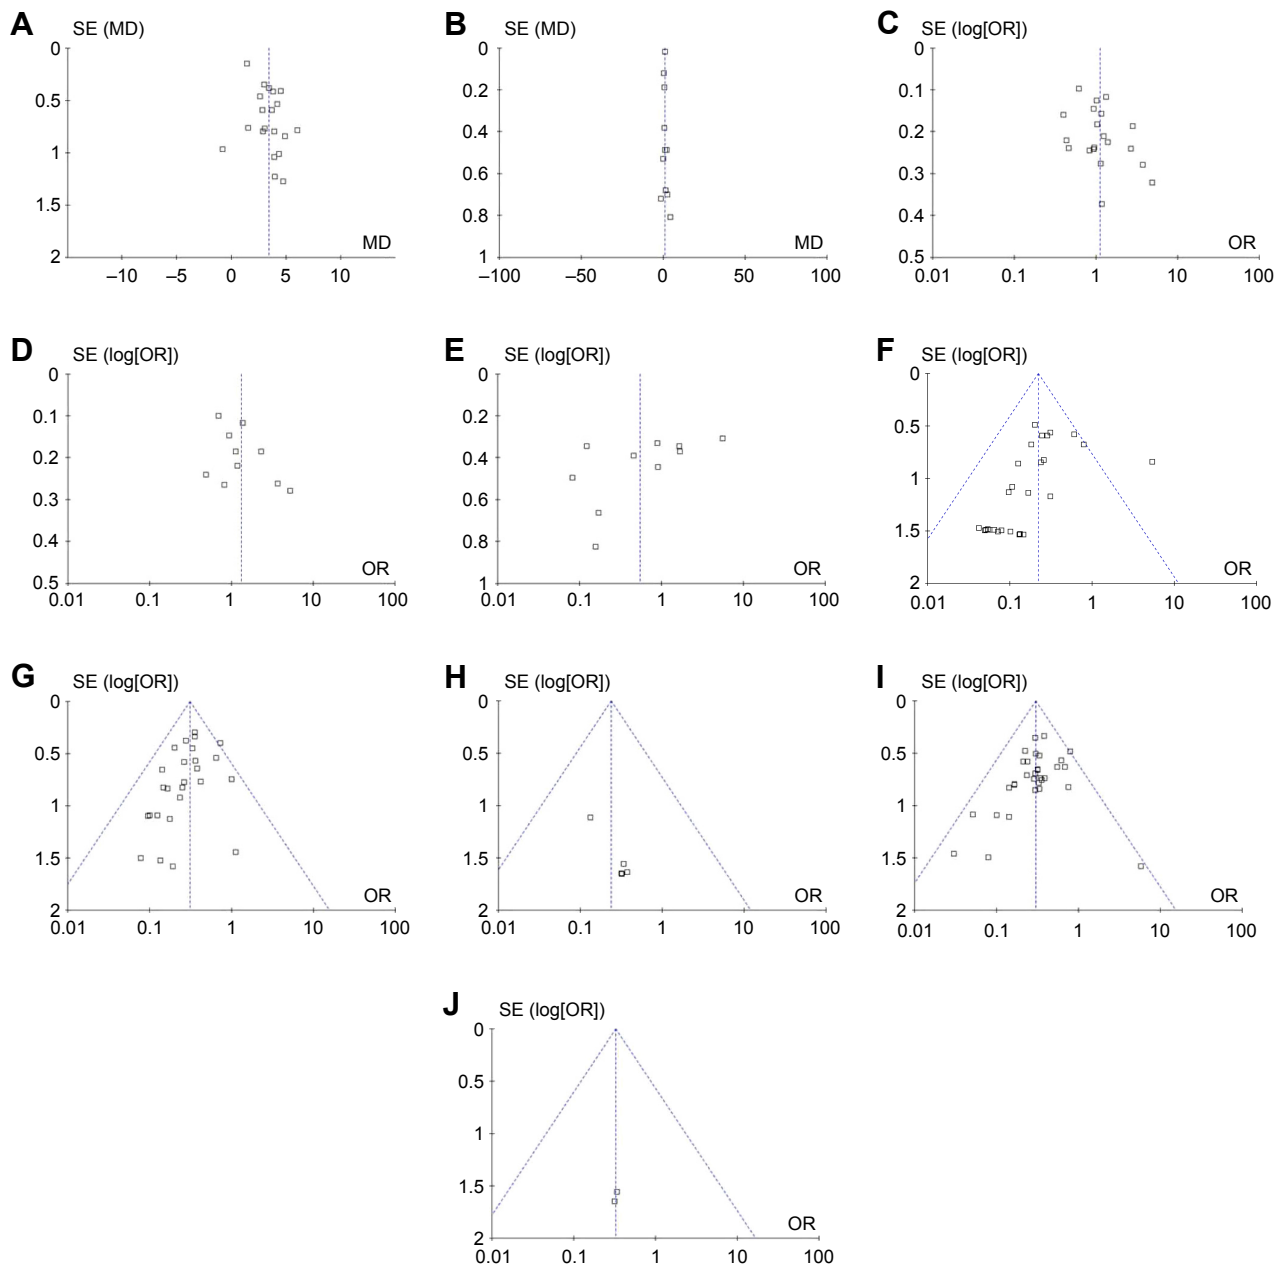 A SE (MD)
0
0.5
1
1.5
2
MD
–10 –5 0 5 10
B SE (MD)
0
0.2
0.4
0.6
0.8
1
MD
–100 –50 0 50 100
C SE (log[OR])
0
0.1
0.2
0.3
0.4
0.5
OR
0.01 0.1 1 10 100
D SE (log[OR])
0
0.1
0.2
0.3
0.4
0.5
OR
0.01 0.1 1 10 100
E SE (log[OR])
0
0.2
0.4
0.6
0.8
1
OR
0.01 0.1 1 10 100
F SE (log[OR])
0
0.5
1
1.5
2
OR
0.01 0.1 1 10 100
G SE (log[OR])
0
0.5
1
1.5
2
OR
0.01 0.1 1 10 100
H SE (log[OR])
0
0.5
1
1.5
2
OR
0.01 0.1 1 10 100
I SE (log[OR])
0
0.5
1
1.5
2
OR
0.01 0.1 1 10 100
J SE (log[OR])
0
0.5
1
1.5
2
OR
0.01 0.1 1 10 100